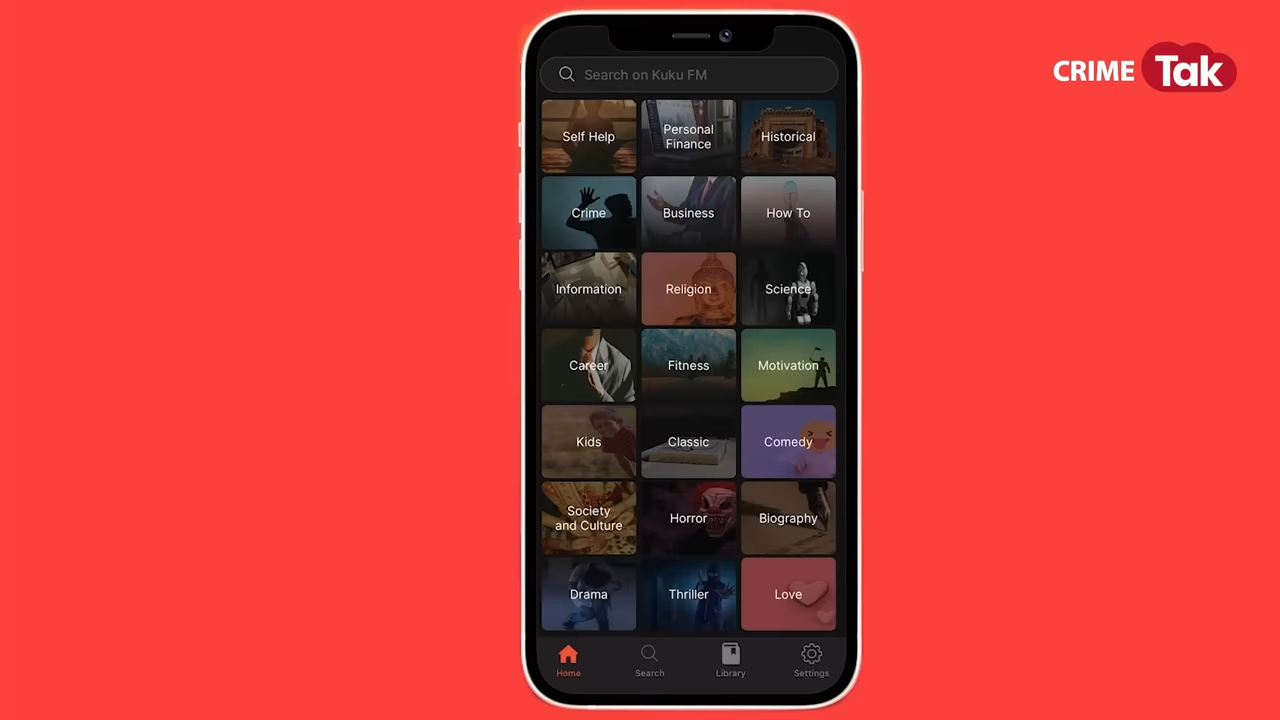 CRIME Tak
Search on Kuku FM
Self Help
Personal
Finance
Historical
Crime
Business
How To
Information
Religion
Science
Career
Fitness
Motivation
Kids
Classic
Comedy
Society
and Culture
Horror
Biography
Drama
Thriller
Love
Home
Search
Library
Settings